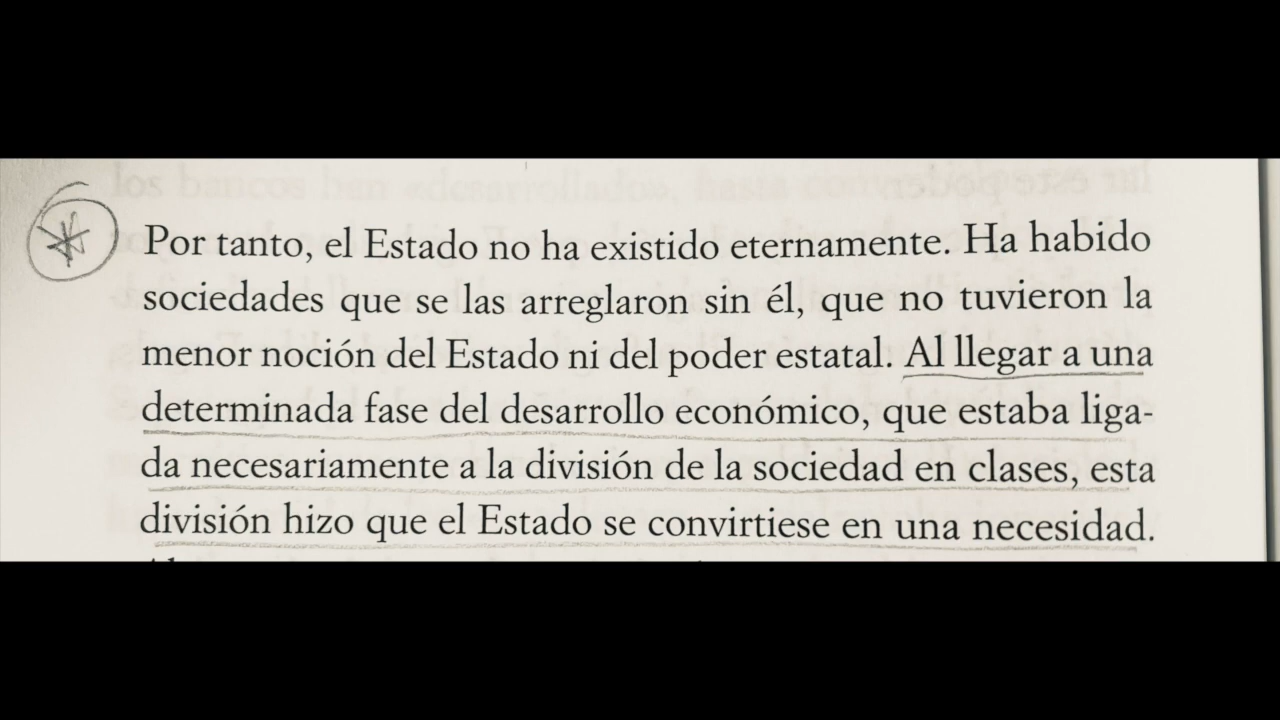 Por tanto, el Estado no ha existido eternamente. Ha habido
sociedades que se las arreglaron sin él, que no tuvieron la
menor noción del Estado ni del poder estatal. Al llegar a una
determinada fase del desarrollo económico, que estaba liga-
da necesariamente a la división de la sociedad en clases, esta
división hizo que el Estado se convirtiese en una necesidad.